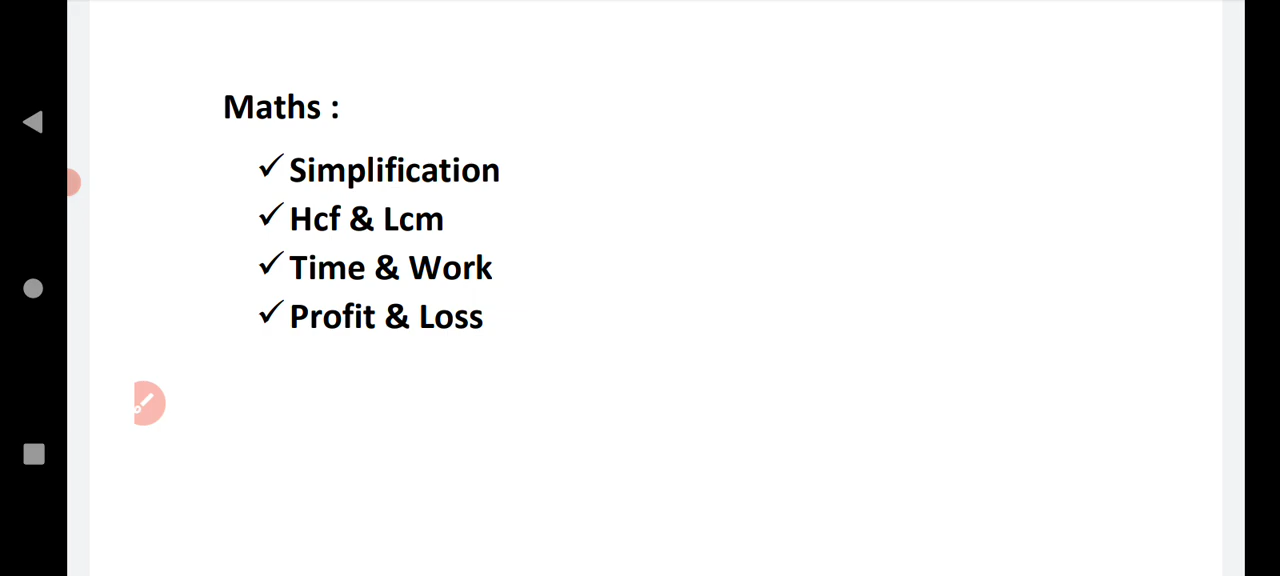 Maths :
✓ Simplification
✓ Hcf & Lcm
✓ Time & Work
✓ Profit & Loss